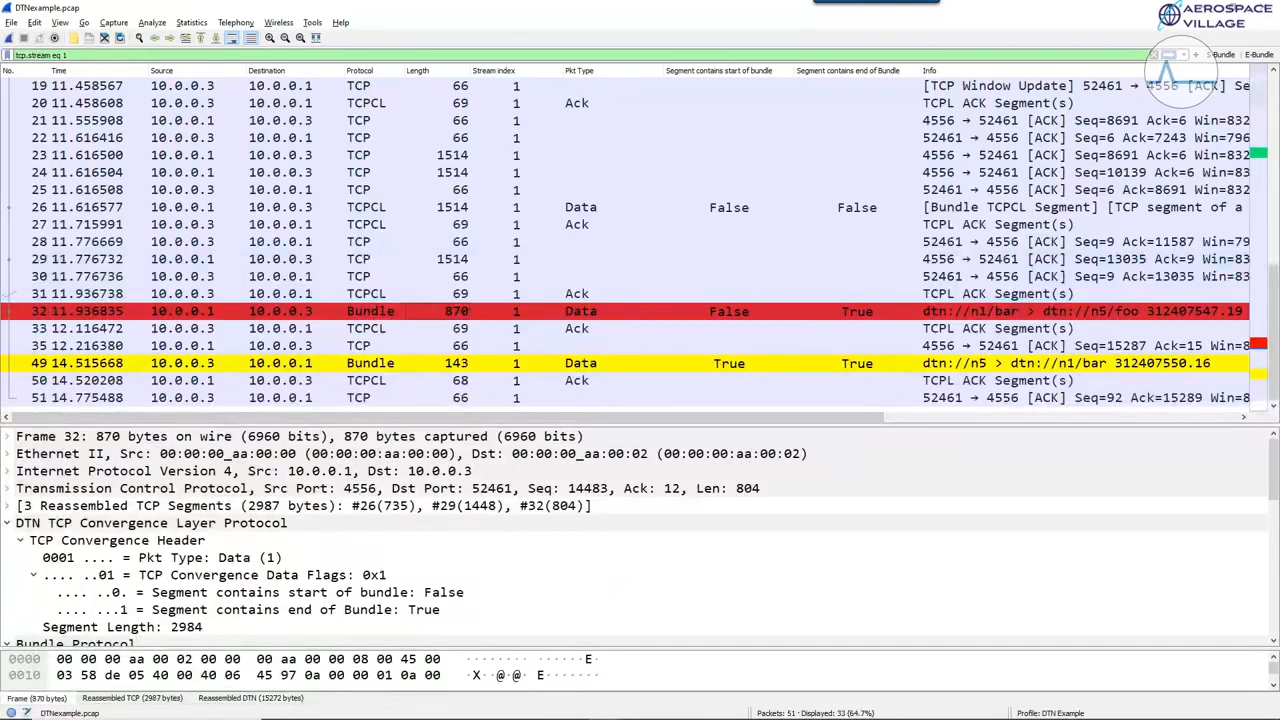 DTNexample.pcap
AEROSPACE
VILLAGE
File Edit View Go Capture Analyze Statistics Telephony Wireless Tools Help
tcp.stream eq 1
E-Bundle
No. Time Source Destination Protocol Length Stream index Pkt Type Segment contains start of bundle Segment contains end of Bundle Info
19 11.458567 10.0.0.3 10.0.0.1 TCP 66 1 [TCP Window Update] 52461 → 4556 [ACK] Se
20 11.458608 10.0.0.3 10.0.0.1 TCPCL 69 1 Ack TCPL ACK Segment(s)
21 11.555908 10.0.0.1 10.0.0.3 TCP 66 1 4556 → 52461 [ACK] Seq=8691 Ack=6 Win=832
22 11.616416 10.0.0.3 10.0.0.1 TCP 66 1 52461 → 4556 [ACK] Seq=6 Ack=7243 Win=796
23 11.616500 10.0.0.1 10.0.0.3 TCP 1514 1 4556 → 52461 [ACK] Seq=8691 Ack=6 Win=832
24 11.616504 10.0.0.1 10.0.0.3 TCP 1514 1 4556 → 52461 [ACK] Seq=10139 Ack=6 Win=83
25 11.616508 10.0.0.3 10.0.0.1 TCP 66 1 52461 → 4556 [ACK] Seq=6 Ack=8691 Win=832
26 11.616577 10.0.0.1 10.0.0.3 TCPCL 1514 1 Data False False [Bundle TCPCL Segment] [TCP segment of a
27 11.715991 10.0.0.3 10.0.0.1 TCPCL 69 1 Ack TCPL ACK Segment(s)
28 11.776669 10.0.0.3 10.0.0.1 TCP 66 1 52461 → 4556 [ACK] Seq=9 Ack=11587 Win=79
29 11.776732 10.0.0.1 10.0.0.3 TCP 1514 1 4556 → 52461 [ACK] Seq=13035 Ack=9 Win=83
30 11.776736 10.0.0.3 10.0.0.1 TCP 66 1 52461 → 4556 [ACK] Seq=9 Ack=13035 Win=83
31 11.936738 10.0.0.3 10.0.0.1 TCPCL 69 1 Ack TCPL ACK Segment(s)
32 11.936835 10.0.0.1 10.0.0.3 Bundle 870 1 Data False True dtn://n1/bar > dtn://n5/foo 312407547.19
33 12.116472 10.0.0.3 10.0.0.1 TCPCL 69 1 Ack TCPL ACK Segment(s)
35 12.216380 10.0.0.1 10.0.0.3 TCP 66 1 4556 → 52461 [ACK] Seq=15287 Ack=15 Win=8
49 14.515668 10.0.0.3 10.0.0.1 Bundle 143 1 Data True True dtn://n5 > dtn://n1/bar 312407550.16
50 14.520208 10.0.0.1 10.0.0.3 TCPCL 68 1 Ack TCPL ACK Segment(s)
51 14.775488 10.0.0.3 10.0.0.1 TCP 66 1 52461 → 4556 [ACK] Seq=92 Ack=15289 Win=8
Frame 32: 870 bytes on wire (6960 bits), 870 bytes captured (6960 bits)
Ethernet II, Src: 00:00:00_aa:00:00 (00:00:00:aa:00:00), Dst: 00:00:00_aa:00:02 (00:00:00:aa:00:02)
Internet Protocol Version 4, Src: 10.0.0.1, Dst: 10.0.0.3
Transmission Control Protocol, Src Port: 4556, Dst Port: 52461, Seq: 14483, Ack: 12, Len: 804
[3 Reassembled TCP Segments (2987 bytes): #26(735), #29(1448), #32(804)]
DTN TCP Convergence Layer Protocol
TCP Convergence Header
0001 .... = Pkt Type: Data (1)
.... ..01 = TCP Convergence Data Flags: 0x1
.... ..0. = Segment contains start of bundle: False
.... ...1 = Segment contains end of Bundle: True
Segment Length: 2984
Bundle Protocol
0000 00 00 00 aa 00 02 00 00 00 aa 00 00 08 00 45 00 ········ ······E·
0010 03 58 de 05 40 00 40 06 45 97 0a 00 00 01 0a 00 ·X··@·@· E·······
Frame (870 bytes) Reassembled TCP (2987 bytes) Reassembled DTN (15272 bytes)
DTNexample.pcap Packets: 51 · Displayed: 33 (64.7%) Profile: DTN Example